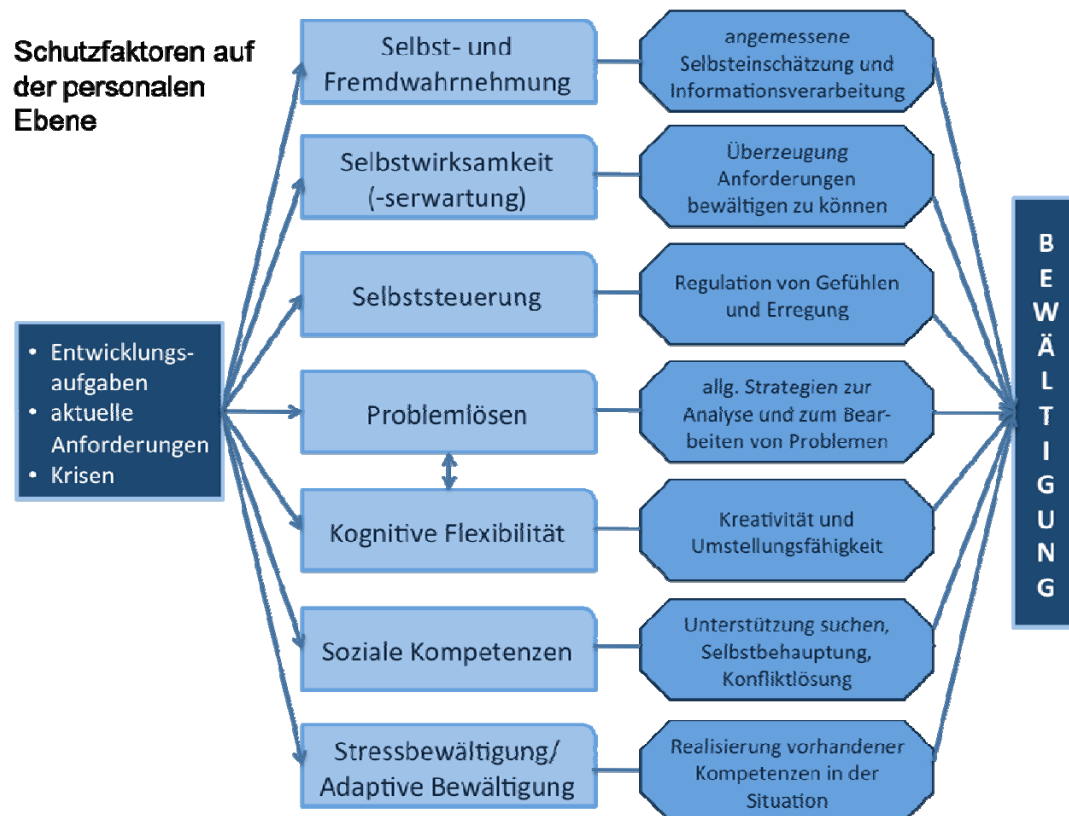 Schutzfaktoren auf
der personalen
Ebene
Selbst- und
Fremdwahrnehmung
angemessene
Selbsteinschätzung und
Informationsverarbeitung
Selbstwirksamkeit
(-serwartung)
Überzeugung
Anforderungen
bewältigen zu können
Selbststeuerung
Regulation von Gefühlen
und Erregung
• Entwicklungs-
aufgaben
• aktuelle
Anforderungen
• Krisen
Problemlösen
allg. Strategien zur
Analyse und zum Bear-
beiten von Problemen
Kognitive Flexibilität
Kreativität und
Umstellungsfähigkeit
Soziale Kompetenzen
Unterstützung suchen,
Selbstbehauptung,
Konfliktlösung
Stressbewältigung/
Adaptive Bewältigung
Realisierung vorhandener
Kompetenzen in der
Situation
B
E
W
Ä
L
T
I
G
U
N
G